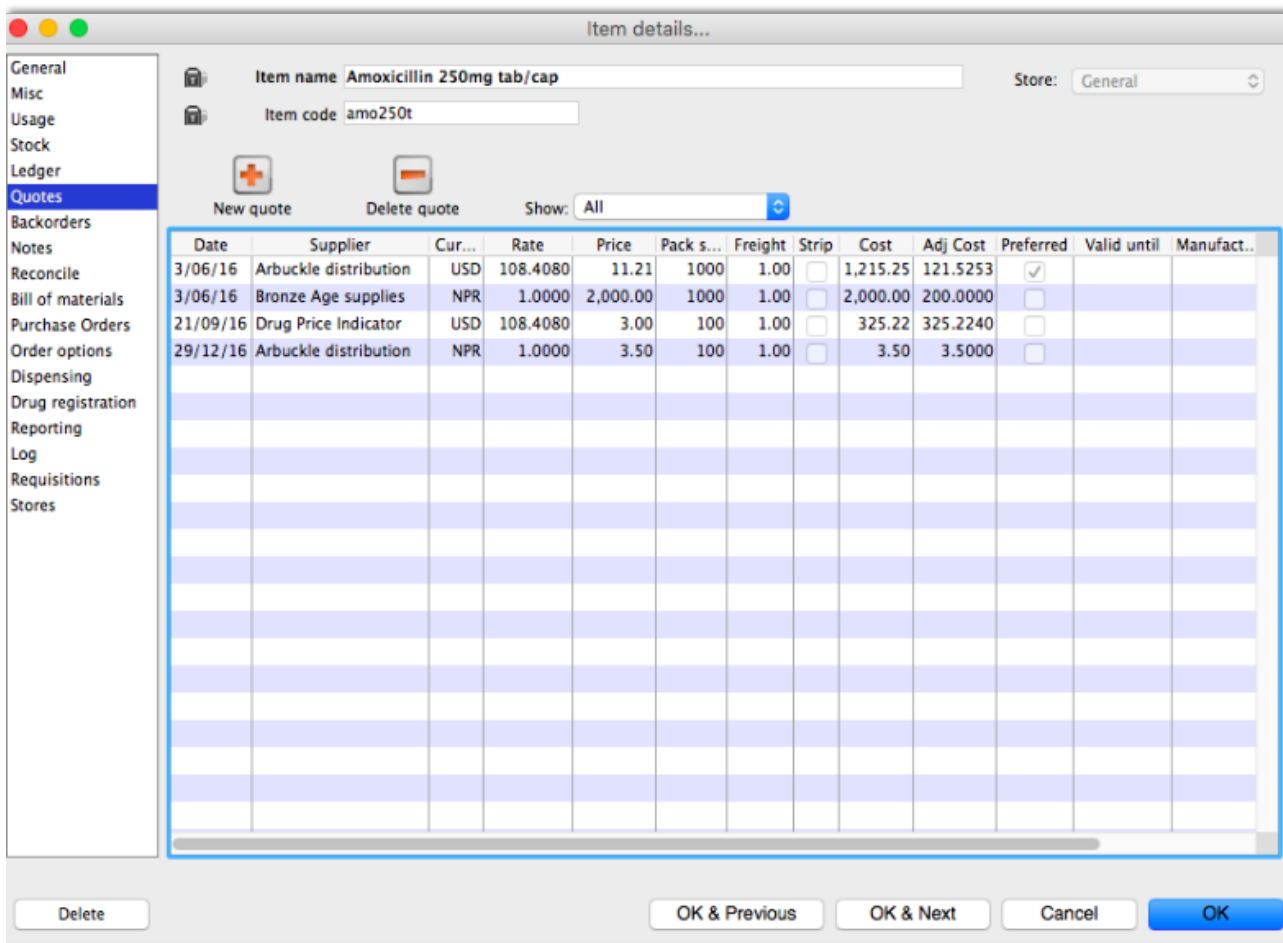 Item details...
General
Misc
Usage
Stock
Ledger
Quotes
Backorders
Notes
Reconcile
Bill of materials
Purchase Orders
Order options
Dispensing
Drug registration
Reporting
Log
Requisitions
Stores
Item name Amoxicillin 250mg tab/cap Store: General
Item code amo250t
New quote Delete quote Show: All
Date Supplier Cur... Rate Price Pack s... Freight Strip Cost Adj Cost Preferred Valid until Manufact..
3/06/16 Arbuckle distribution USD 108.4080 11.21 1000 1.00 1,215.25 121.5253
3/06/16 Bronze Age supplies NPR 1.0000 2,000.00 1000 1.00 2,000.00 200.0000
21/09/16 Drug Price Indicator USD 108.4080 3.00 100 1.00 325.22 325.2240
29/12/16 Arbuckle distribution NPR 1.0000 3.50 100 1.00 3.50 3.5000
Delete OK & Previous OK & Next Cancel OK